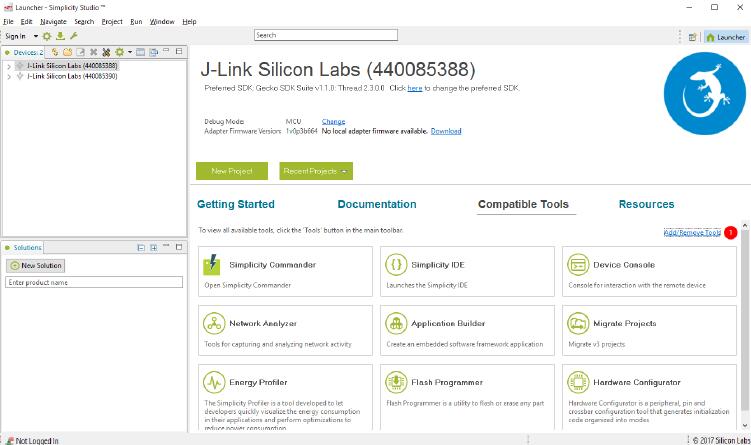 Launcher - Simplicity Studio™
File Edit Navigate Search Project Run Window Help
Sign In
Search
Launcher
Devices: 2
J-Link Silicon Labs (440085388)
J-Link Silicon Labs (440085390)
J-Link Silicon Labs (440085388)
Preferred SDK: Gecko SDK Suite v1.1.0: Thread 2.3.0.0 Click here to change the preferred SDK.
Debug Mode: MCU Change
Adapter Firmware Version: 1v0p3b664 No local adapter firmware available. Download
New Project
Recent Projects
Getting Started
Documentation
Compatible Tools
Resources
To view all available tools, click the 'Tools' button in the main toolbar.
Add/Remove Tools
1
Solutions
New Solution
Enter product name
Simplicity Commander
Open Simplicity Commander
Simplicity IDE
Launches the Simplicity IDE
Device Console
Console for interaction with the remote device
Network Analyzer
Tools for capturing and analyzing network activity
Application Builder
Create an embedded software framework application
Migrate Projects
Migrate v3 projects
Energy Profiler
The Simplicity Profiler is a tool developed to let
developers quickly visualize the energy consumption
in their applications and perform optimizations to
reduce power consumption.
Flash Programmer
Flash Programmer is a utility to flash or erase any part
Hardware Configurator
Hardware Configurator is a peripheral, pin and
crossbar configuration tool that generates initialization
code organized into modes
Not Logged In
© 2017 Silicon Labs